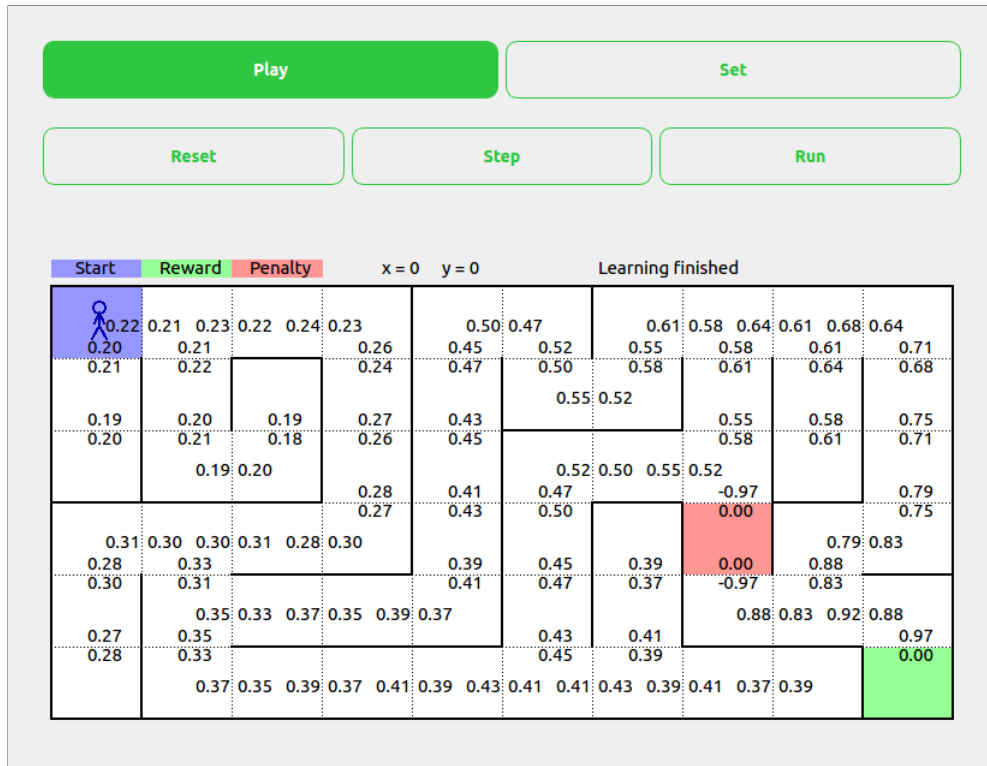 Play Set
Reset Step Run
Start Reward Penalty x = 0 y = 0 Learning finished
0.22 0.21 0.23 0.22 0.24 0.23 0.50 0.47 0.61 0.58 0.64 0.61 0.68 0.64
0.20 0.21 0.26 0.45 0.52 0.55 0.58 0.61 0.71
0.21 0.22 0.24 0.47 0.50 0.58 0.61 0.64 0.68
0.55 0.52
0.19 0.20 0.19 0.27 0.43 0.55 0.58 0.75
0.20 0.21 0.18 0.26 0.45 0.58 0.61 0.71
0.19 0.20 0.52 0.50 0.55 0.52
0.28 0.41 0.47 -0.97 0.79
0.27 0.43 0.50 0.00 0.75
0.31 0.30 0.30 0.31 0.28 0.30 0.79 0.83
0.28 0.33 0.39 0.45 0.39 0.00 0.88
0.30 0.31 0.41 0.47 0.37 -0.97 0.83
0.35 0.33 0.37 0.35 0.39 0.37 0.88 0.83 0.92 0.88
0.27 0.35 0.43 0.41 0.97
0.28 0.33 0.45 0.39 0.00
0.37 0.35 0.39 0.37 0.41 0.39 0.43 0.41 0.41 0.43 0.39 0.41 0.37 0.39